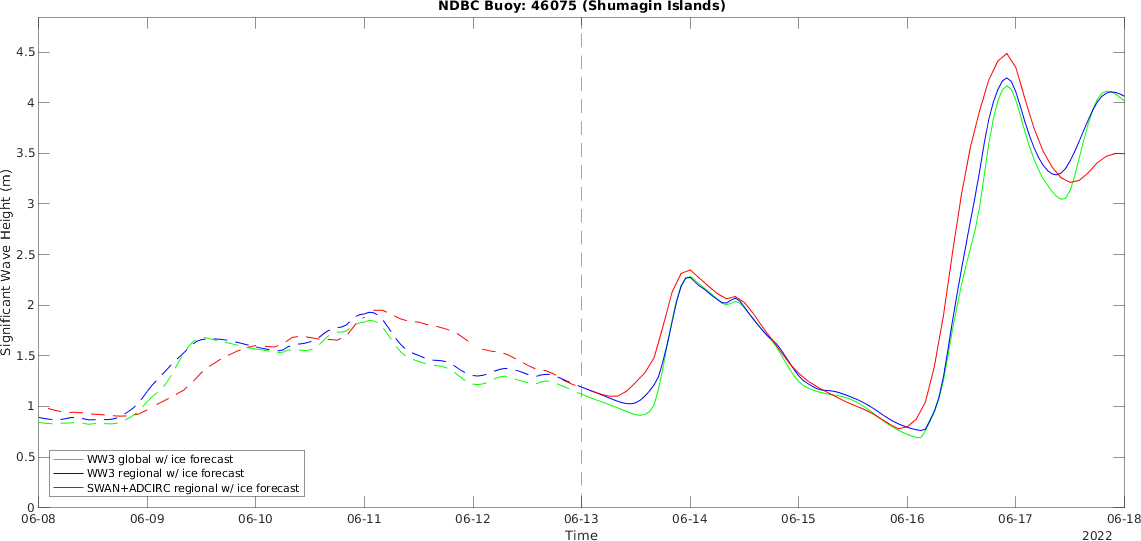 NDBC Buoy: 46075 (Shumagin Islands)
4.5
4
3.5
3
2.5
2
1.5
1
0.5
0
Significant Wave Height (m)
WW3 global w/ ice forecast
WW3 regional w/ ice forecast
SWAN+ADCIRC regional w/ ice forecast
06-08 06-09 06-10 06-11 06-12 06-13 06-14 06-15 06-16 06-17 06-18
Time
2022